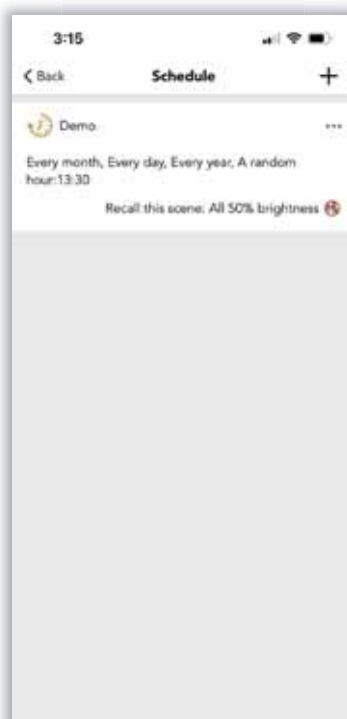 3:15
Back
Schedule
Demo
Every month, Every day, Every year, A random
hour:13:30
Recall this scene: All 50% brightness